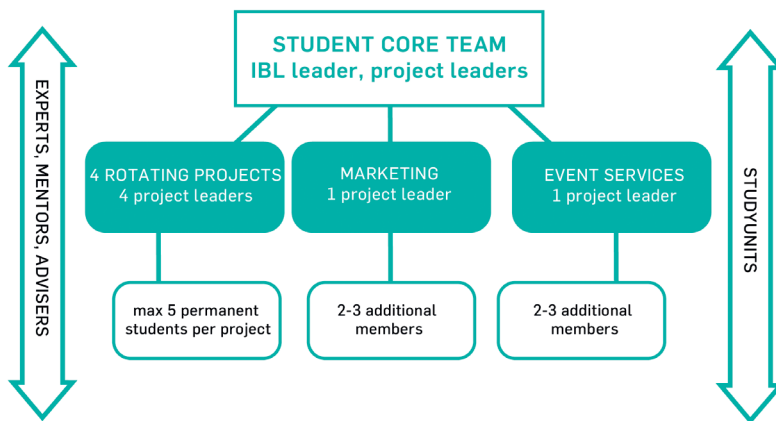 STUDENT CORE TEAM
IBL leader, project leaders
EXPERTS, MENTORS, ADVISERS
4 ROTATING PROJECTS
4 project leaders
MARKETING
1 project leader
EVENT SERVICES
1 project leader
STUDYUNITS
max 5 permanent
students per project
2-3 additional
members
2-3 additional
members